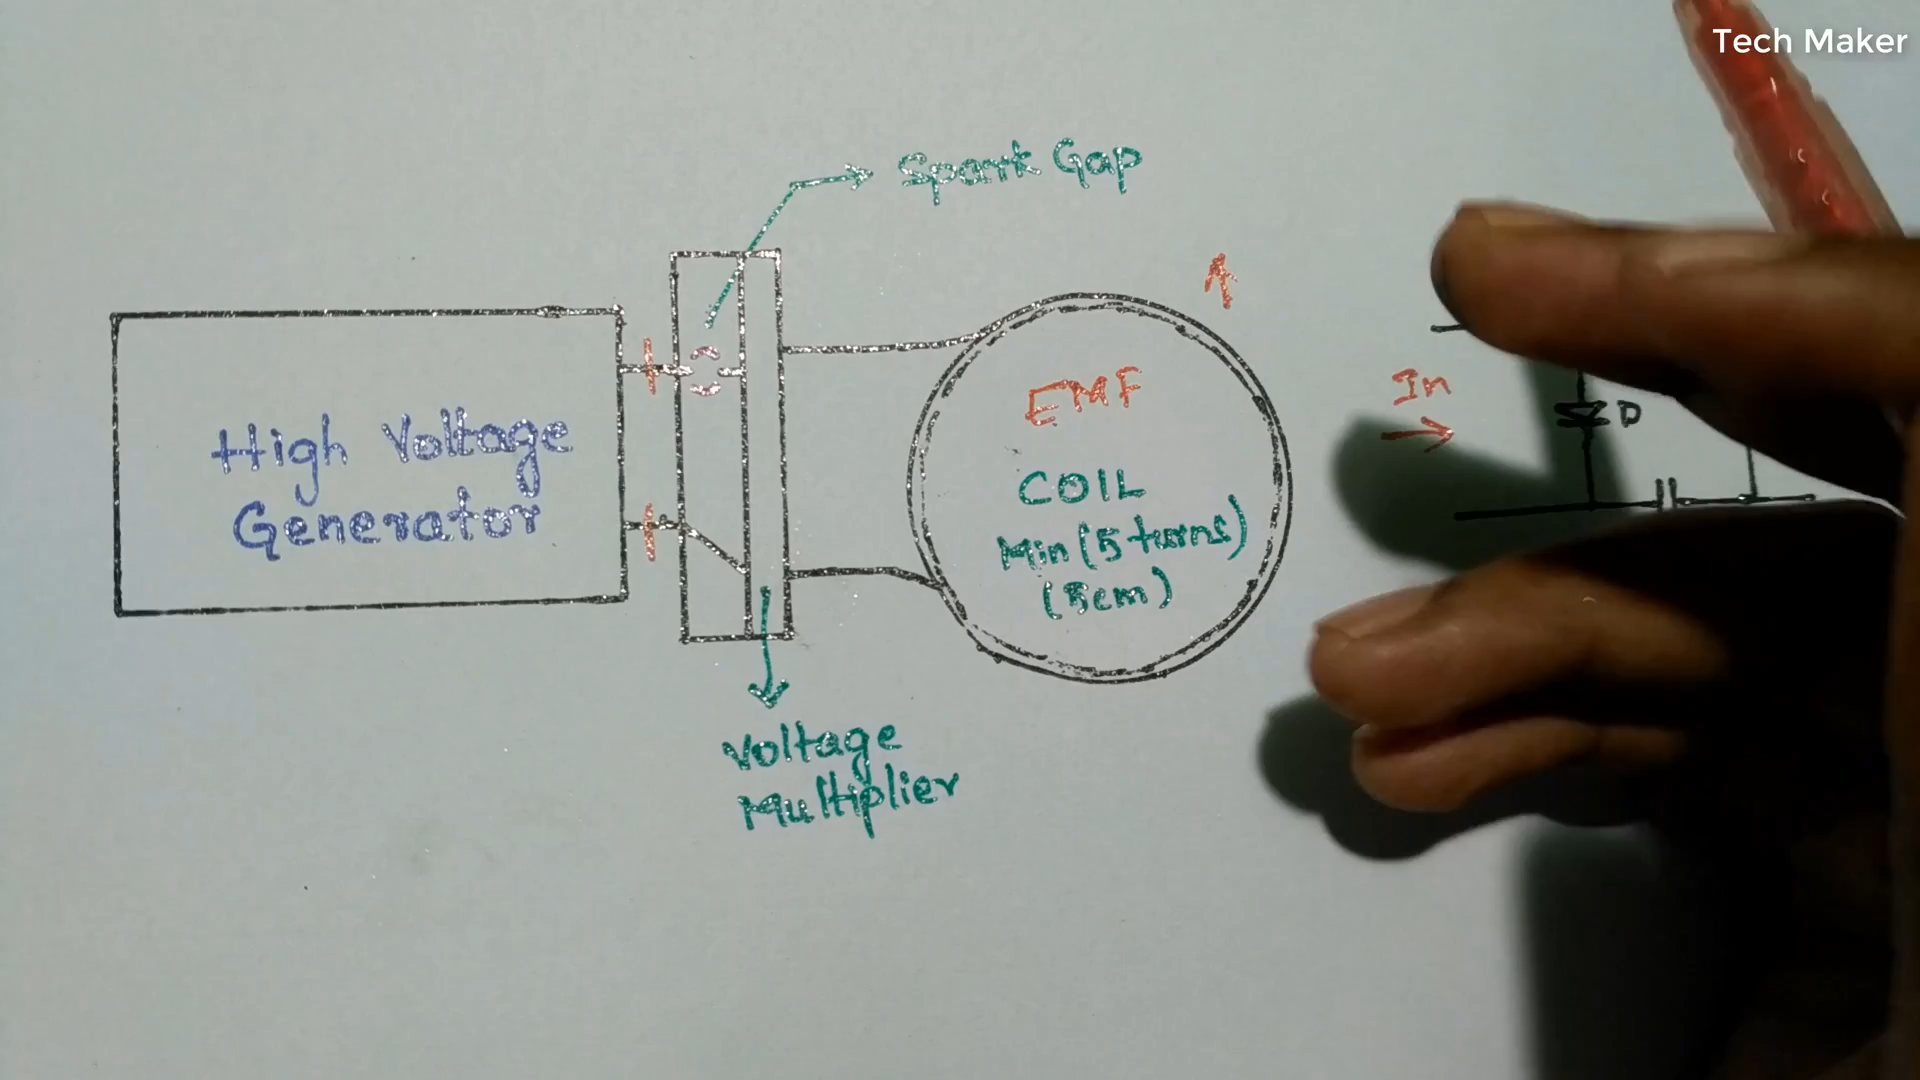 Tech Maker
Spark Gap
High Voltage
Generator
EMF
COIL
Min (5 turns)
(5cm)
In
D
Voltage
Multiplier